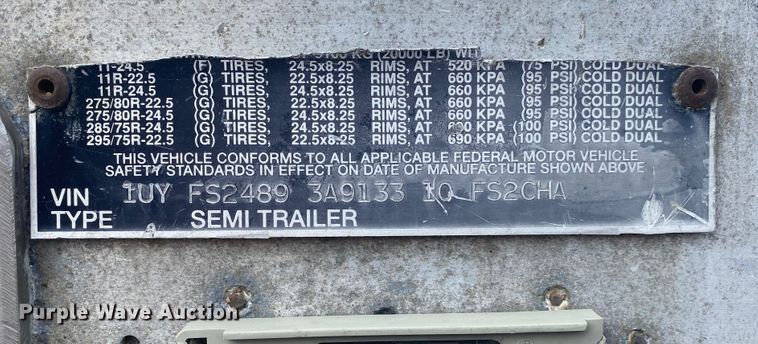 (20000 LB)
11-24.5 (F) TIRES, 24.5x8.25 RIMS, AT 520 KPA (75 PSI) COLD DUAL
11R-22.5 (G) TIRES, 22.5x8.25 RIMS, AT 660 KPA (95 PSI) COLD DUAL
11R-24.5 (G) TIRES, 24.5x8.25 RIMS, AT 660 KPA (95 PSI) COLD DUAL
275/80R-22.5 (G) TIRES, 22.5x8.25 RIMS, AT 660 KPA (95 PSI) COLD DUAL
275/80R-24.5 (G) TIRES, 24.5x8.25 RIMS, AT 660 KPA (95 PSI) COLD DUAL
285/75R-24.5 (G) TIRES, 24.5x8.25 RIMS, AT KPA (100 PSI) COLD DUAL
295/75R-22.5 (G) TIRES, 22.5x8.25 RIMS, AT 690 KPA (100 PSI) COLD DUAL
THIS VEHICLE CONFORMS TO ALL APPLICABLE FEDERAL MOTOR VEHICLE
SAFETY STANDARDS IN EFFECT ON DATE OF MANUFACTURE SHOWN ABOVE
VIN 1UY FS2489 3A9133 10 FS2CHA
TYPE SEMI TRAILER
Purple Wave Auction